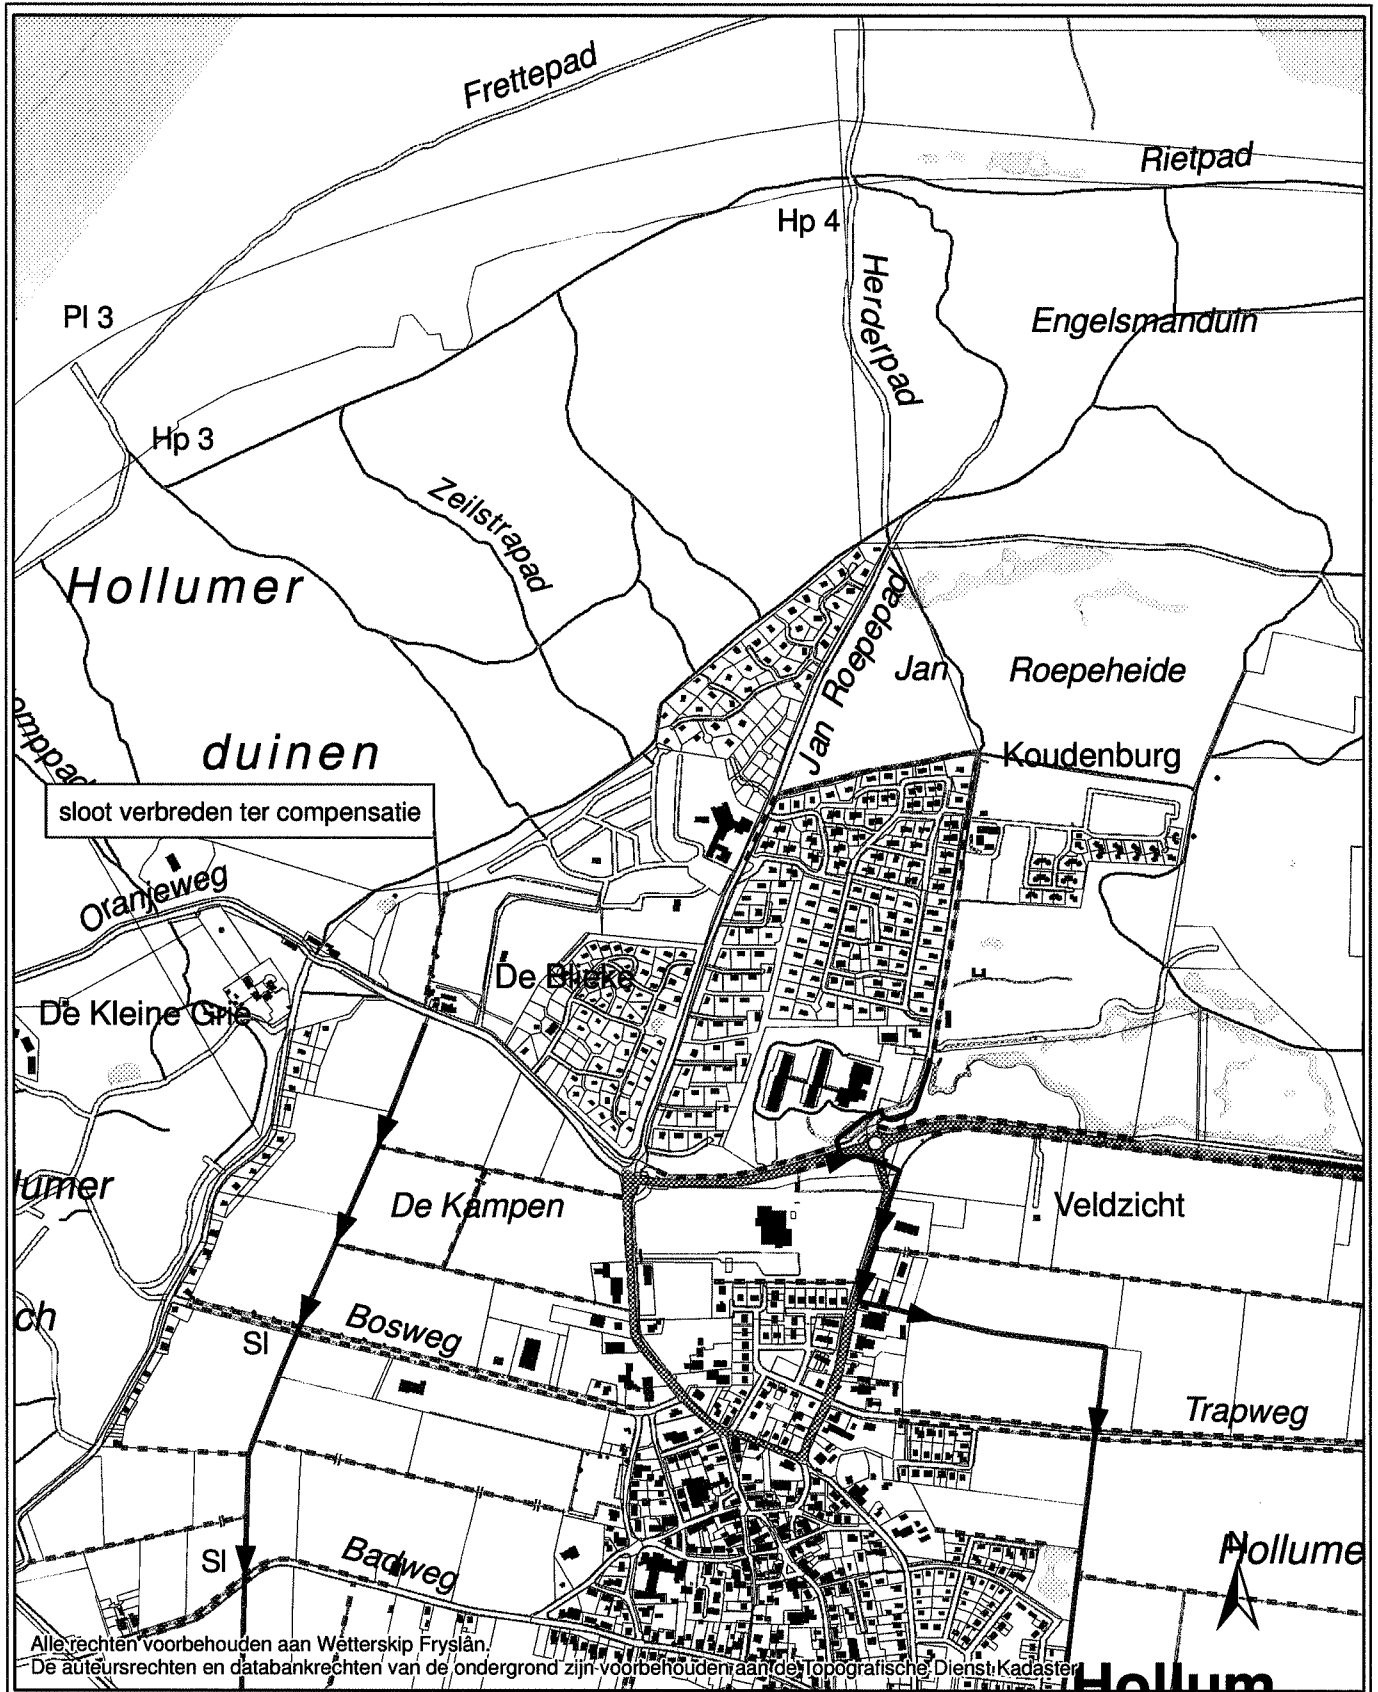 Frettepad
Rietpad
Hp 4
Herderpad
Pl 3
Engelsmanduin
Hp 3
Zeilstrapad
Hollumer
Jan Roepepad
Jan Roepeheide
duinen
Koudenburg
omppad
sloot verbreden ter compensatie
Oranjeweg
De Blieke
De Kleine Grie
lumer
De Kampen
Veldzicht
ch
Bosweg
Sl
Trapweg
Hollume
N
Sl
Badweg
Alle rechten voorbehouden aan Wetterskip Fryslân.
De auteursrechten en databankrechten van de ondergrond zijn voorbehouden aan de Topografische Dienst Kadaster
Hollum